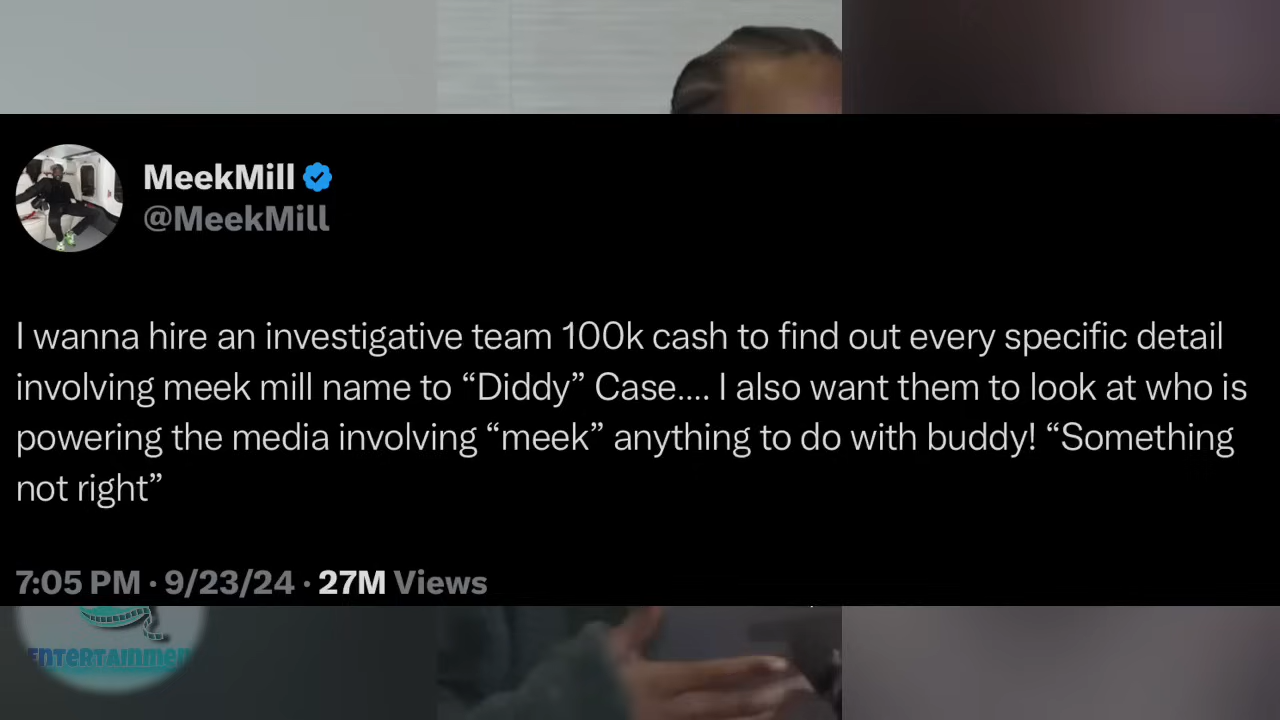 MeekMill
@MeekMill
I wanna hire an investigative team 100k cash to find out every specific detail
involving meek mill name to “Diddy” Case.... I also want them to look at who is
powering the media involving “meek” anything to do with buddy! “Something
not right”
7:05 PM · 9/23/24 · 27M Views
ENTERTAINMEN